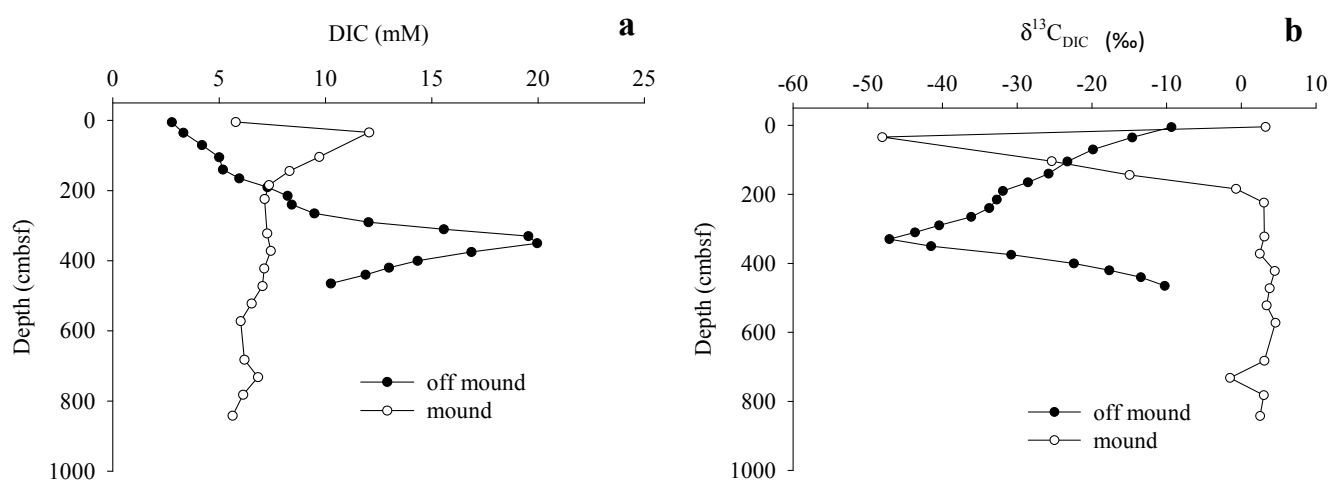 DIC (mM)
a
0 5 10 15 20 25
0
200
400
600
800
1000
Depth (cmbsf)
off mound
mound
δ¹³C_DIC (‰)
b
-60 -50 -40 -30 -20 -10 0 10
0
200
400
600
800
1000
Depth (cmbsf)
off mound
mound